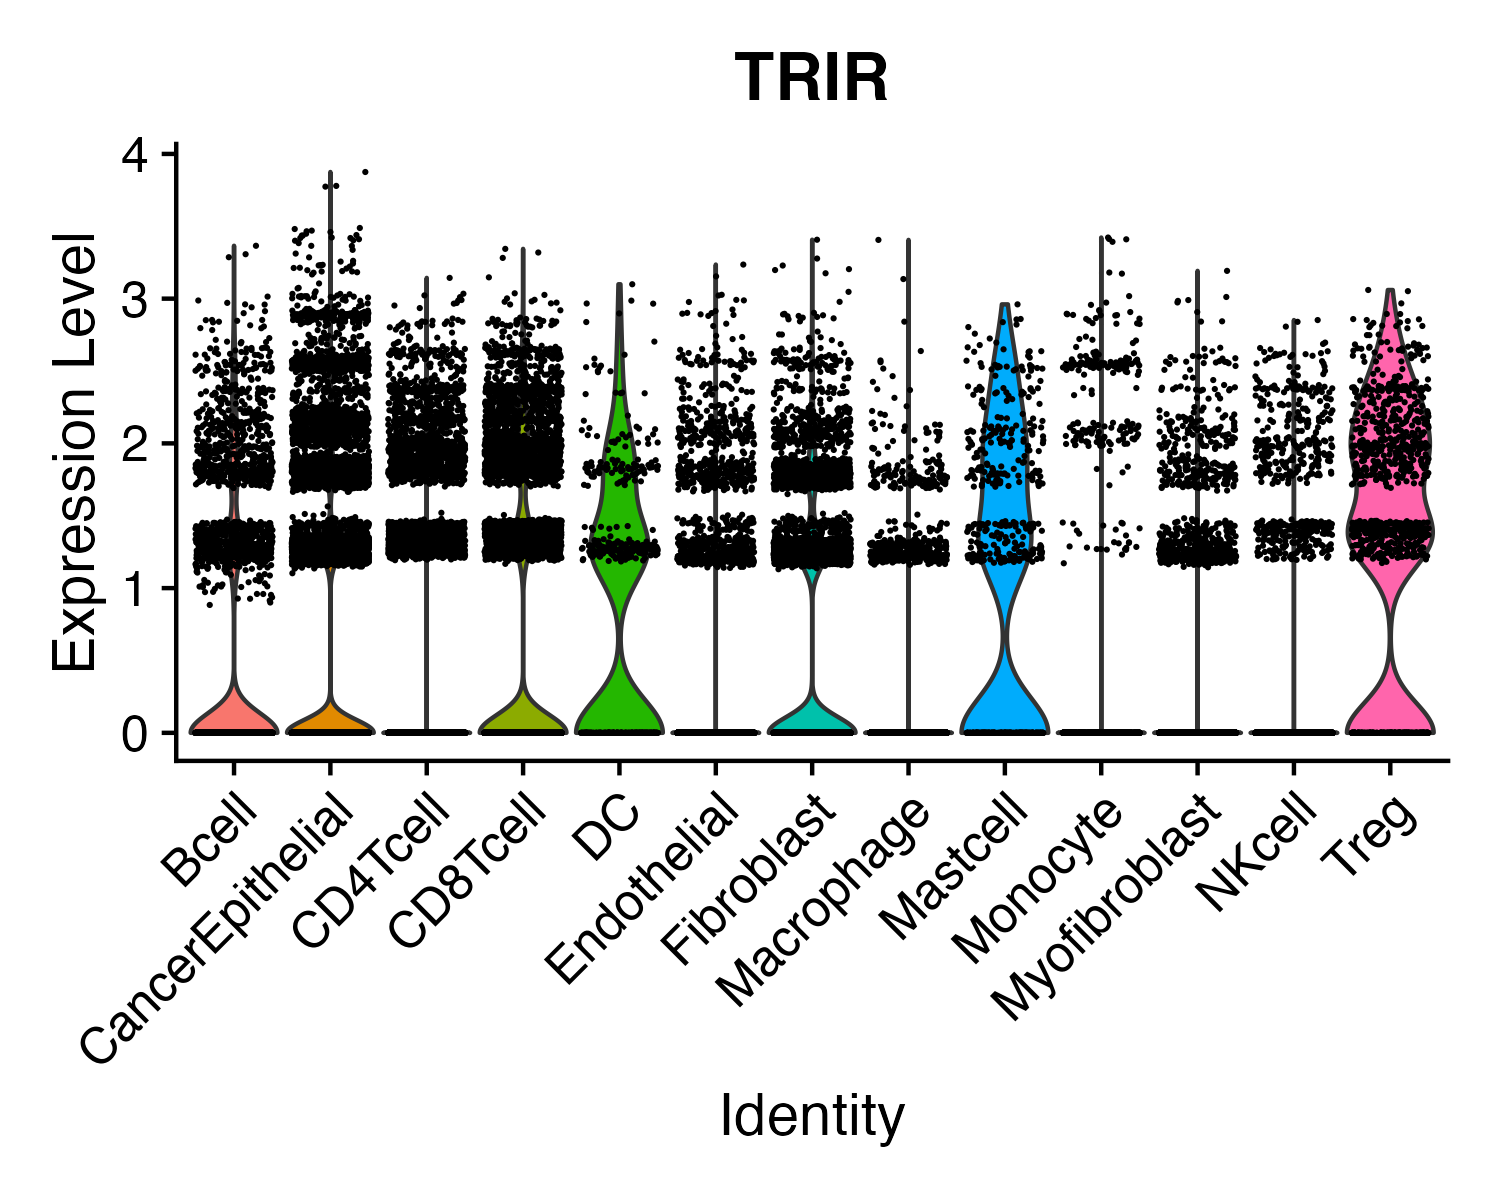 TRIR
Expression Level
4
3
2
1
0
Bcell
CancerEpithelial
CD4Tcell
CD8Tcell
DC
Endothelial
Fibroblast
Macrophage
Mastcell
Monocyte
Myofibroblast
NKcell
Treg
Identity